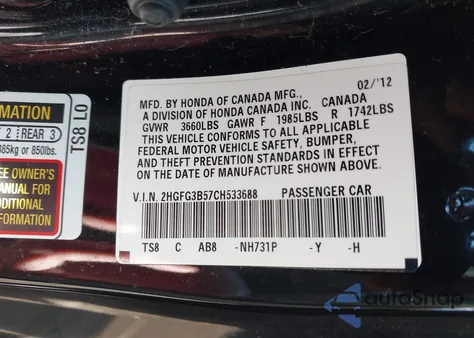 02/'12
MFD. BY HONDA OF CANADA MFG.,
A DIVISION OF HONDA CANADA INC. CANADA
GVWR 3660LBS GAWR F 1985LBS R 1742LBS
THIS VEHICLE CONFORMS TO ALL APPLICABLE
FEDERAL MOTOR VEHICLE SAFETY, BUMPER,
AND THEFT PREVENTION STANDARDS IN EFFECT
ON THE DATE OF MANUFACTURE SHOWN ABOVE.
V.I.N. 2HGFG3B57CH533688 PASSENGER CAR
TS8 C AB8 -NH731P -Y -H
MATION
2 REAR 3
385kg or 850lbs.
EE OWNER'S
ANUAL FOR
DDITIONAL
FORMATION
TS8 L0
autoSnap